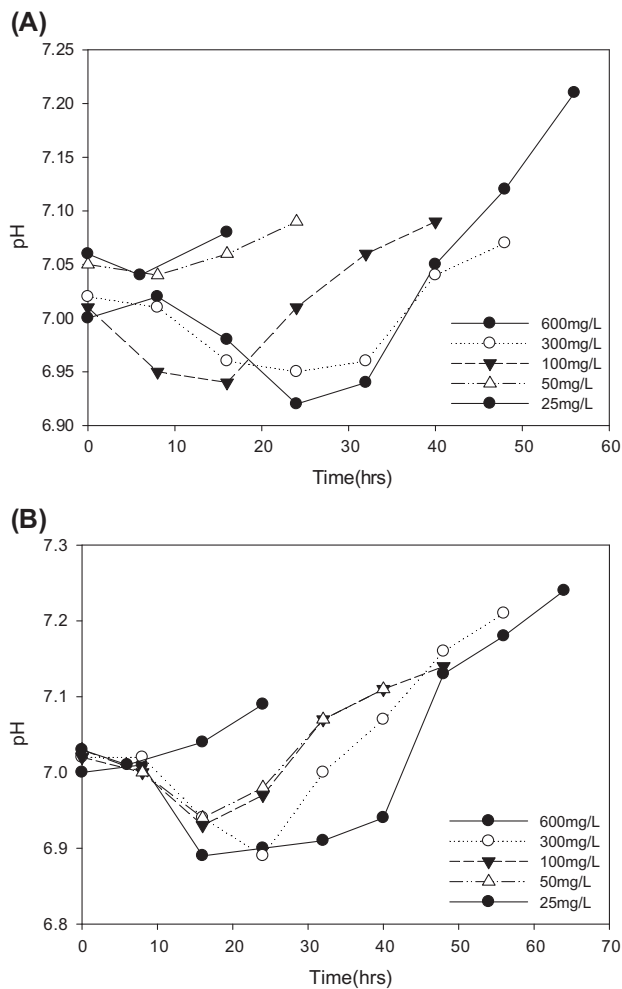 (A)
7.25
7.20
7.15
7.10
7.05
7.00
6.95
6.90
pH
0 10 20 30 40 50 60
Time(hrs)
600mg/L
300mg/L
100mg/L
50mg/L
25mg/L
(B)
7.3
7.2
7.1
7.0
6.9
6.8
pH
0 10 20 30 40 50 60 70
Time(hrs)
600mg/L
300mg/L
100mg/L
50mg/L
25mg/L